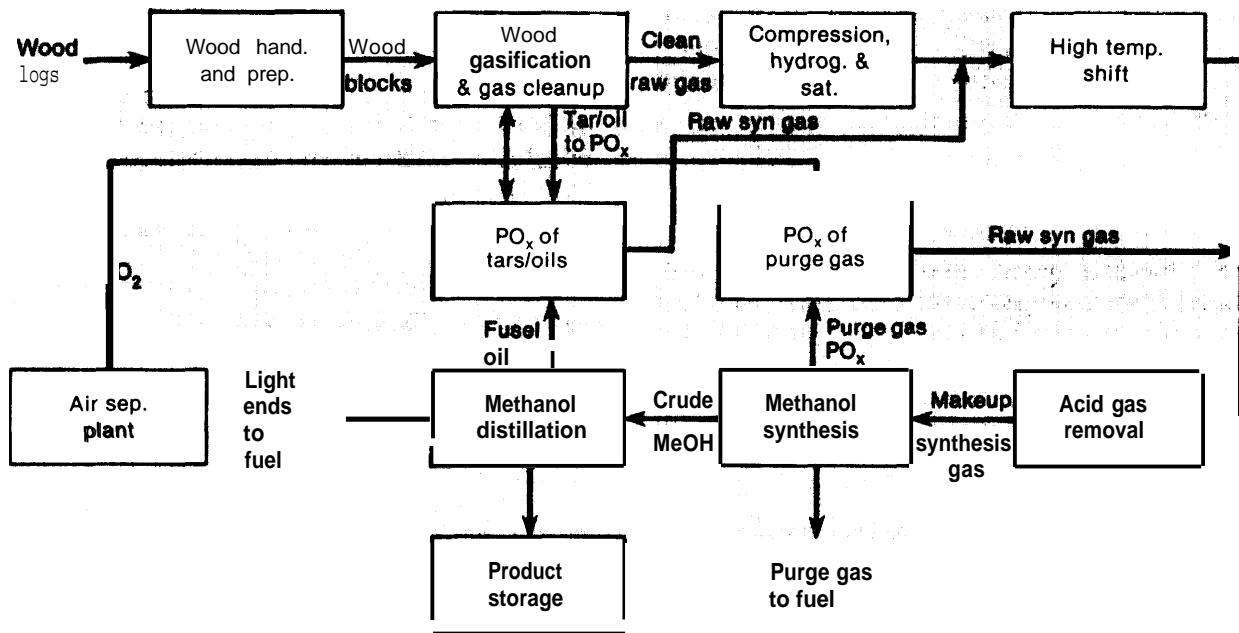 Wood
logs
Wood hand.
and prep.
Wood
blocks
Wood
gasification
& gas cleanup
Clean
raw gas
Compression,
hydrog. &
sat.
High temp.
shift
Tar/oil
to POx
Raw syn gas
POx of
tars/oils
POx of
purge gas
Raw syn gas
O2
Fusel
oil
Purge gas
POx
Air sep.
plant
Light
ends
to
fuel
Methanol
distillation
Crude
MeOH
Methanol
synthesis
Makeup
synthesis
gas
Acid gas
removal
Product
storage
Purge gas
to fuel